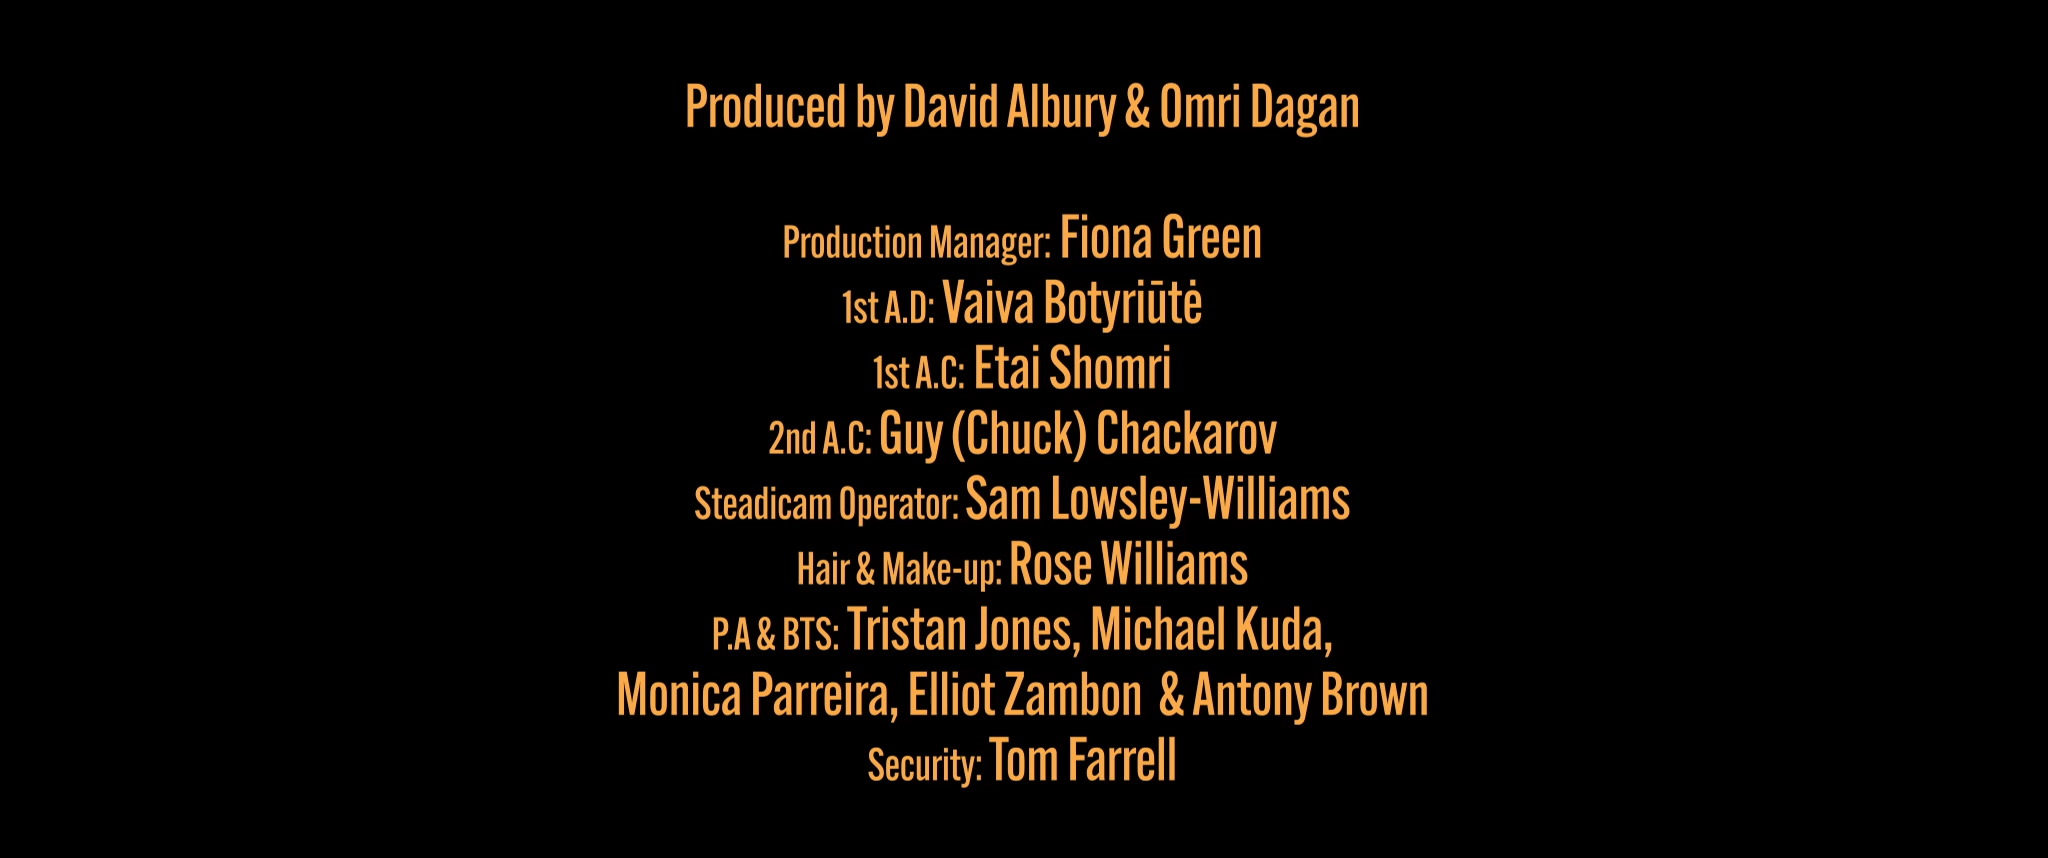 Produced by David Albury & Omri Dagan
Production Manager: Fiona Green
1st A.D: Vaiva Botyriūtė
1st A.C: Etai Shomri
2nd A.C: Guy (Chuck) Chackarov
Steadicam Operator: Sam Lowsley-Williams
Hair & Make-up: Rose Williams
P.A & BTS: Tristan Jones, Michael Kuda,
Monica Parreira, Elliot Zambon & Antony Brown
Security: Tom Farrell